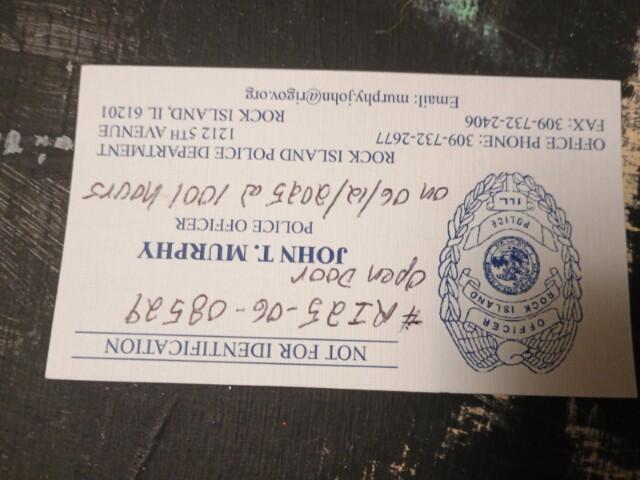 NOT FOR IDENTIFICATION
#RI25-06-08529
Open Door
JOHN T. MURPHY
POLICE OFFICER
on 06/12/2025 @ 1001 hours
ROCK ISLAND POLICE DEPARTMENT
1212 5TH AVENUE
ROCK ISLAND, IL 61201
OFFICE PHONE: 309-732-2677
FAX: 309-732-2406
Email: murphy.john@rigov.org
OFFICER
ROCK ISLAND
POLICE
ILL.